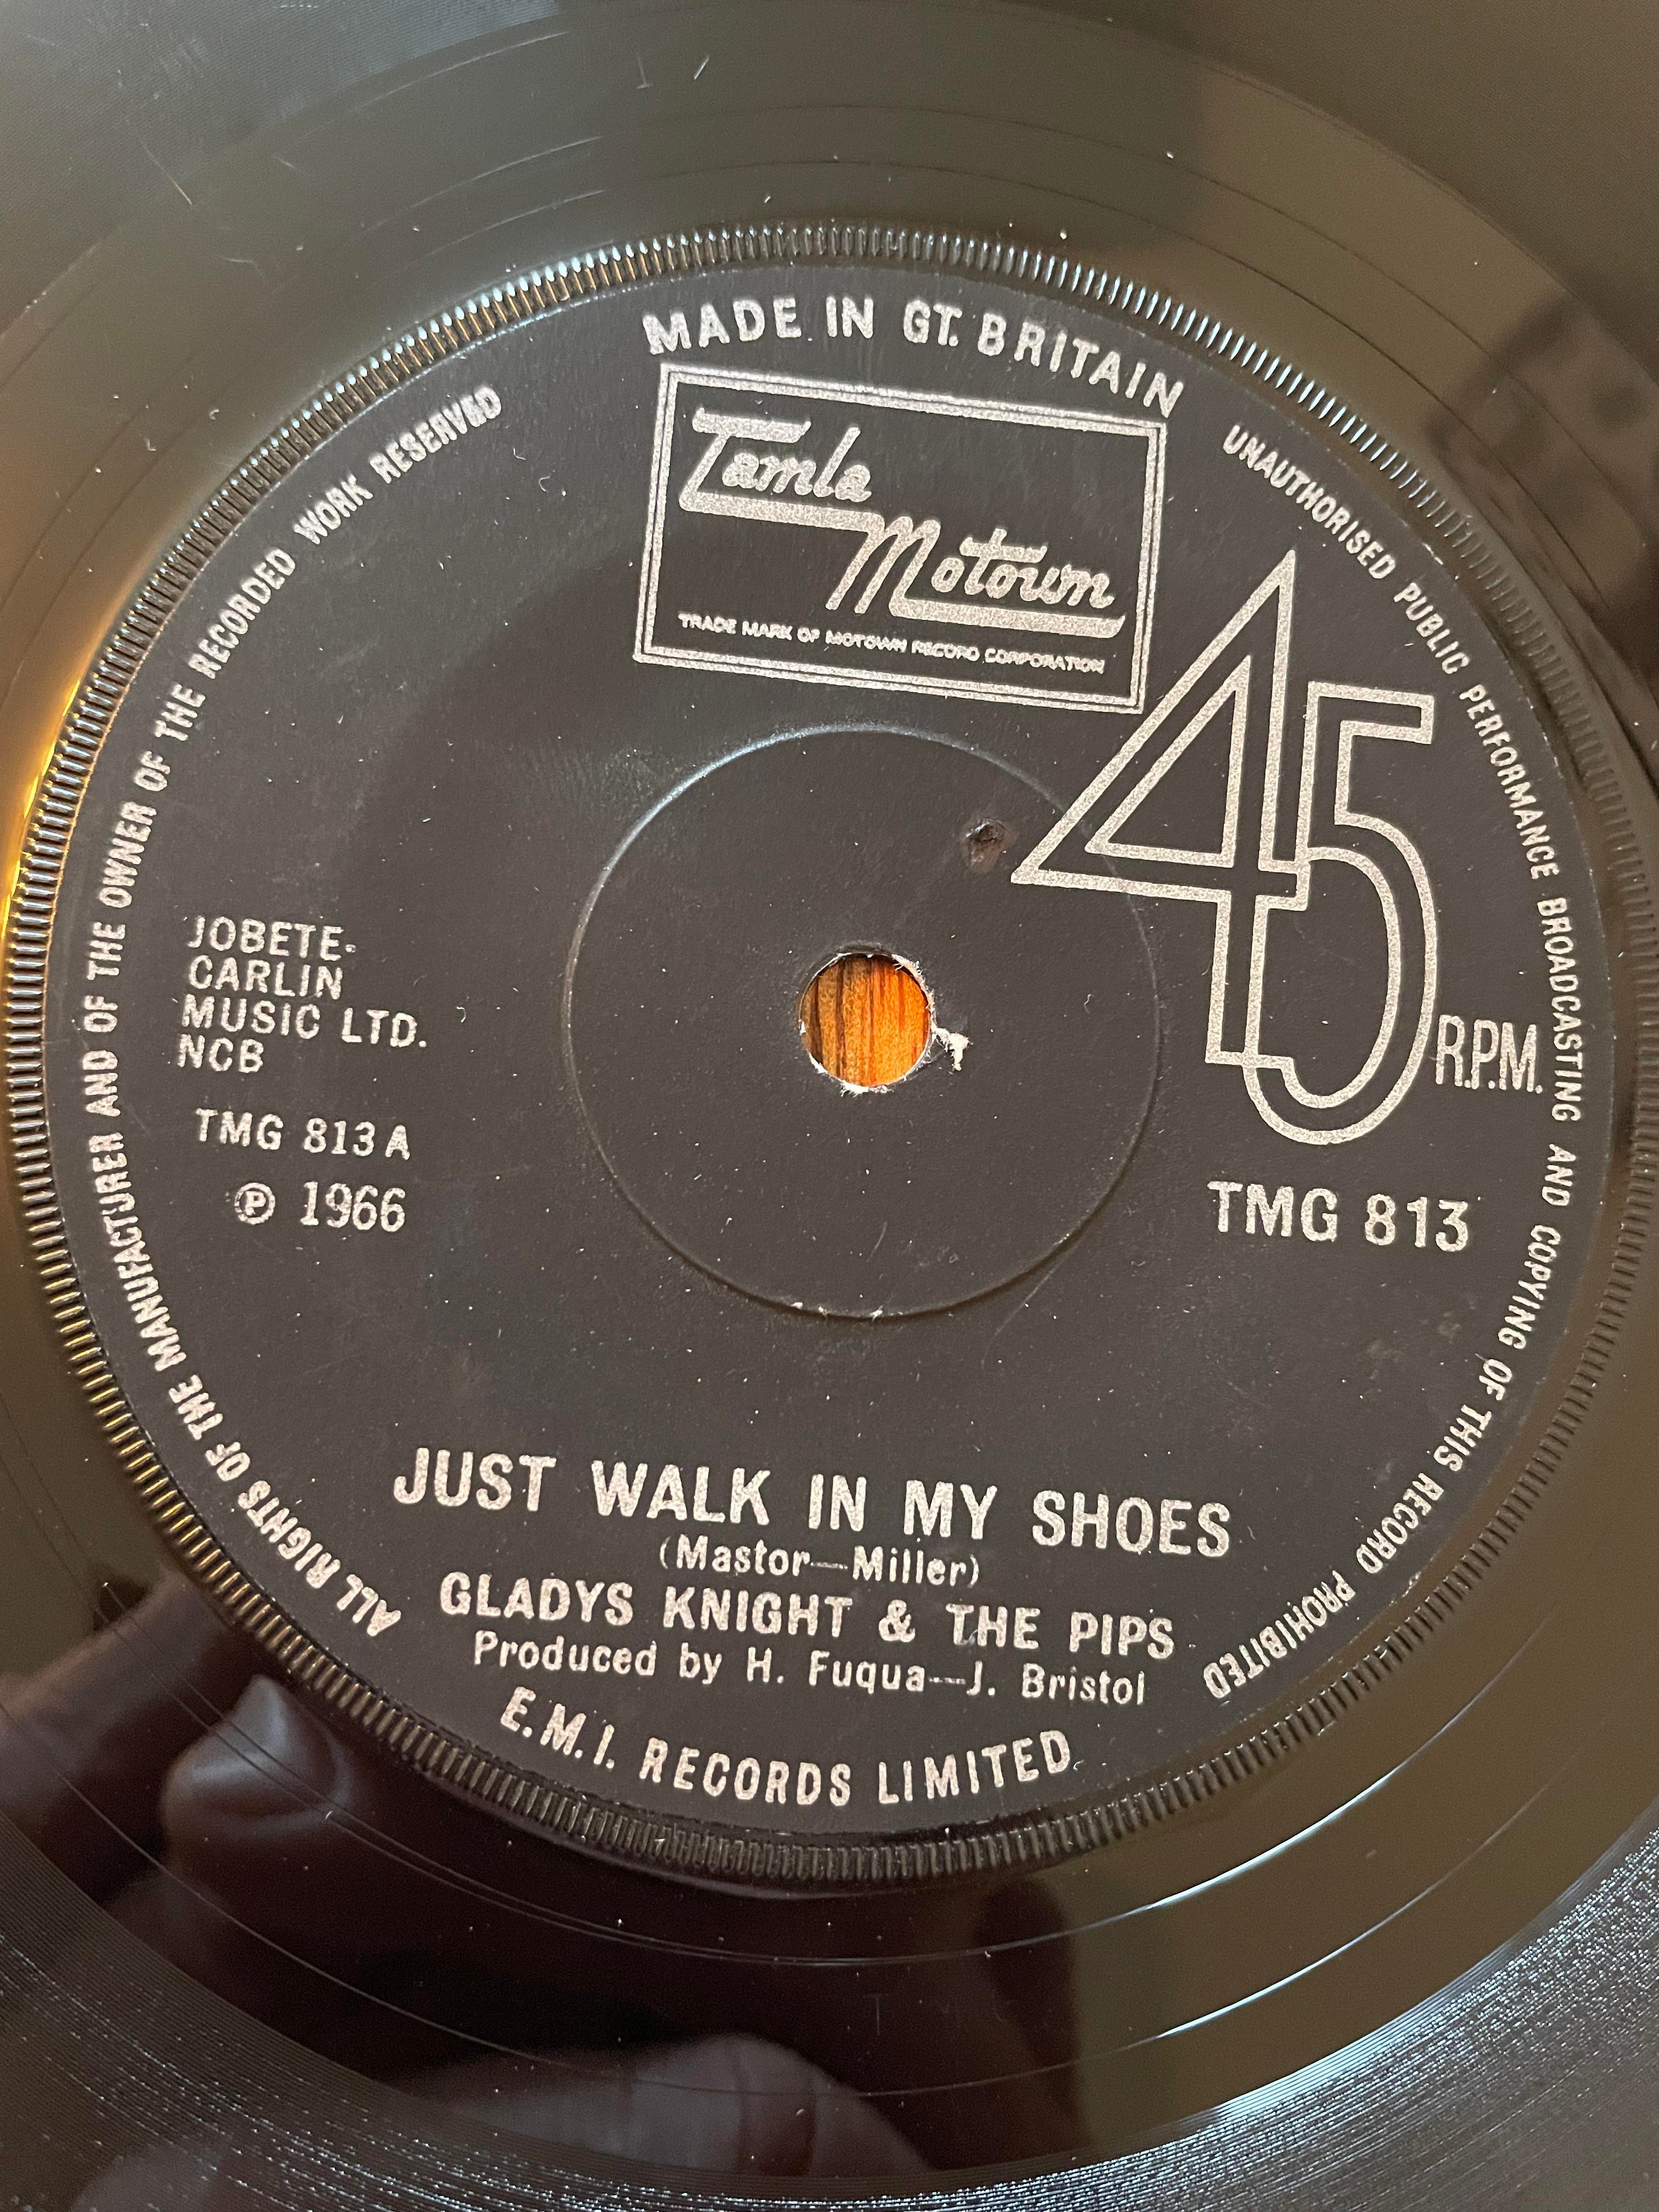 MADE IN GT. BRITAIN
Tamla
Motown
TRADE MARK OF MOTOWN RECORD CORPORATION
UNAUTHORISED PUBLIC PERFORMANCE BROADCASTING AND COPYING OF THIS RECORD PROHIBITED
ALL RIGHTS OF THE MANUFACTURER AND OF THE OWNER OF THE RECORDED WORK RESERVED
45
R.P.M.
JOBETE-
CARLIN
MUSIC LTD.
NCB
TMG 813 A
℗ 1966
TMG 813
JUST WALK IN MY SHOES
(Mastor—Miller)
GLADYS KNIGHT & THE PIPS
Produced by H. Fuqua—J. Bristol
E.M.I. RECORDS LIMITED